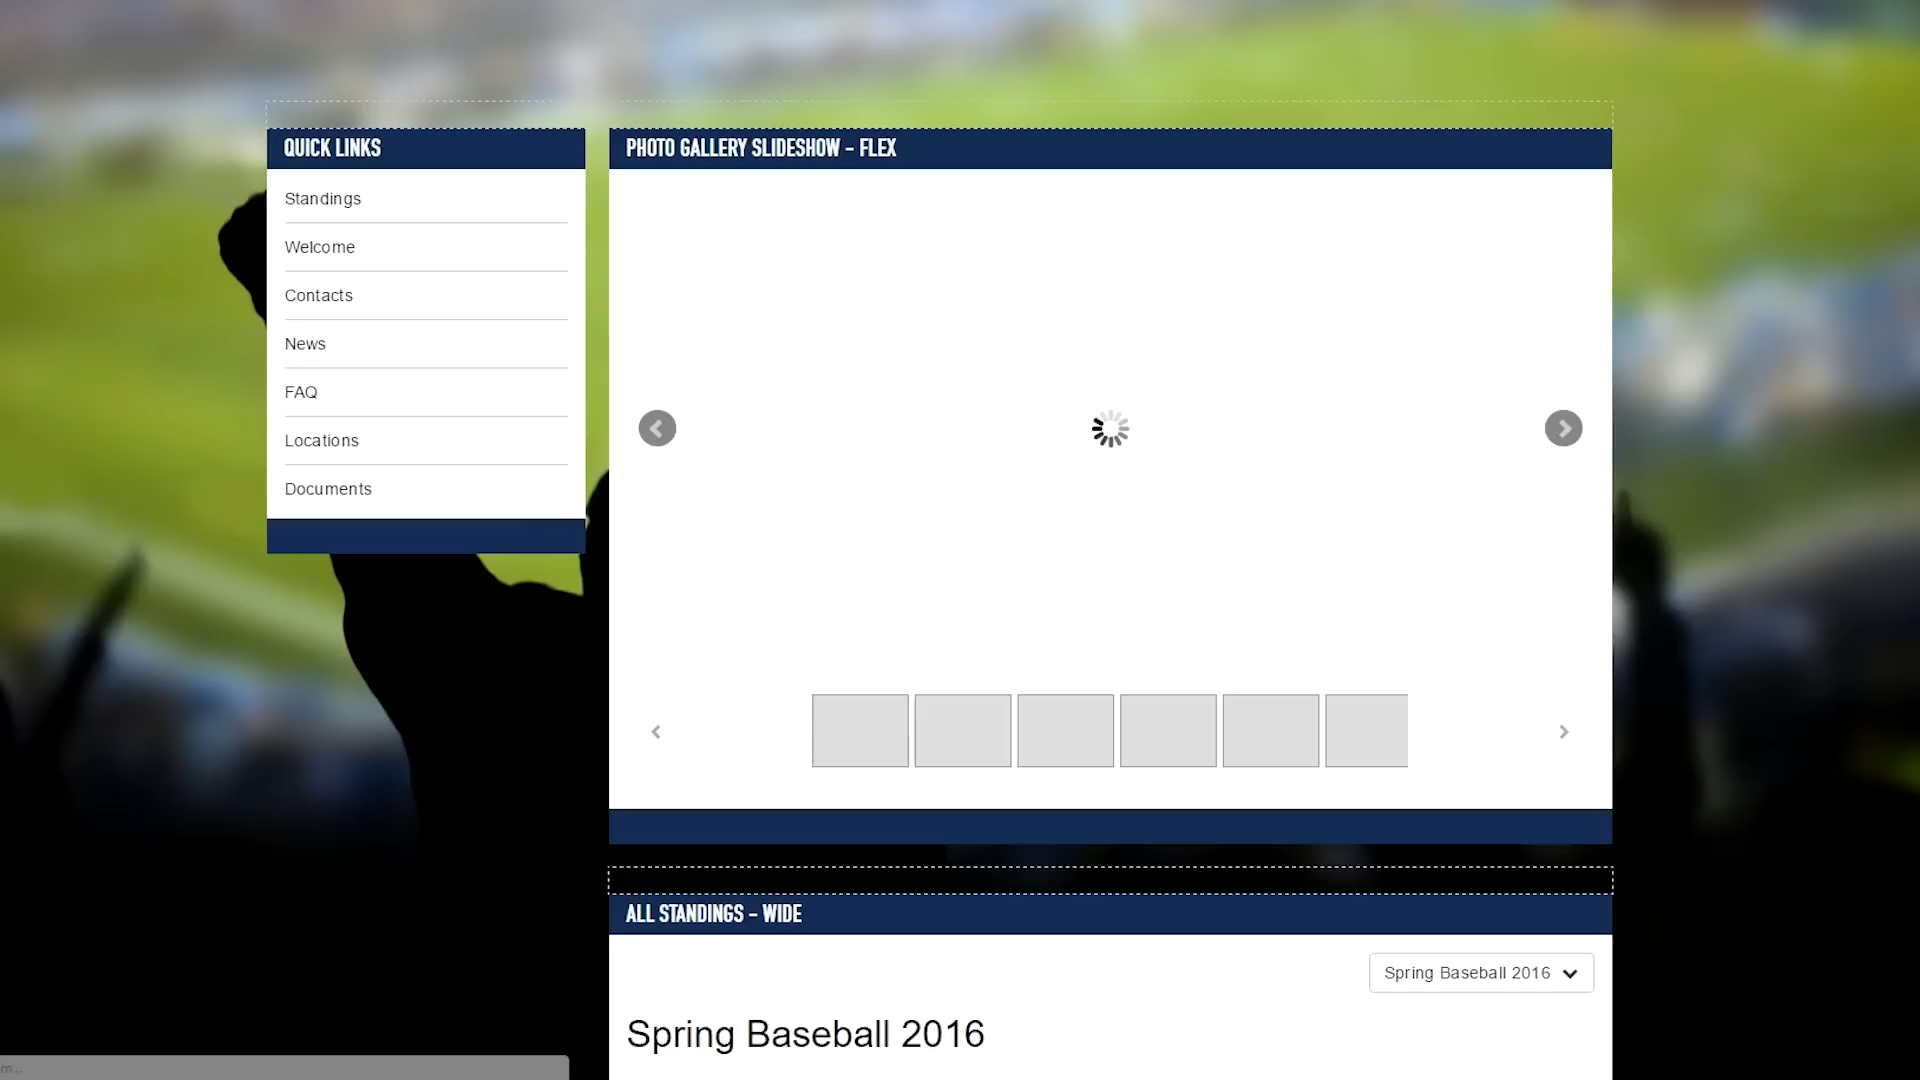 QUICK LINKS
Standings
Welcome
Contacts
News
FAQ
Locations
Documents
PHOTO GALLERY SLIDESHOW - FLEX
ALL STANDINGS - WIDE
Spring Baseball 2016
Spring Baseball 2016
m...